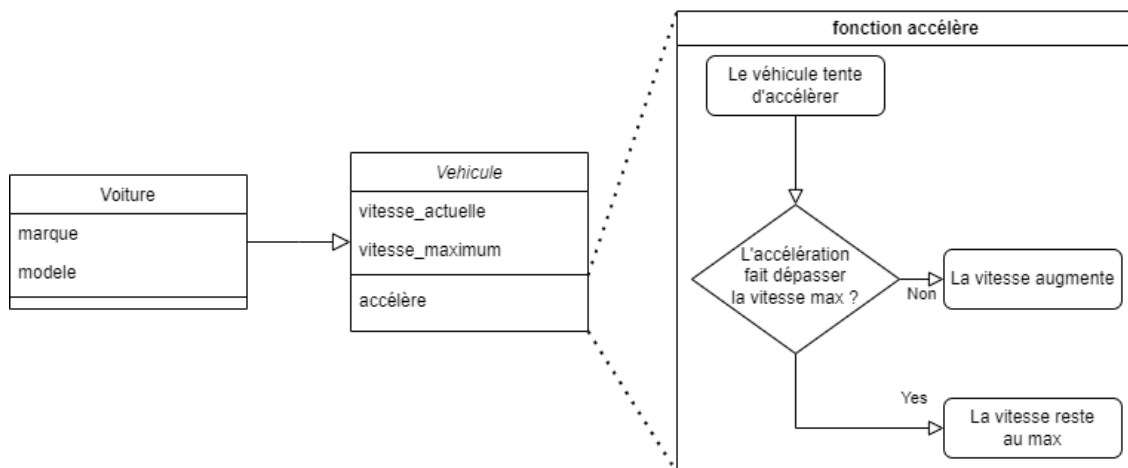 Voiture
marque
modele
Vehicule
vitesse_actuelle
vitesse_maximum
accélère
fonction accélère
Le véhicule tente
d'accélèrer
L'accélération
fait dépasser
la vitesse max ?
Non
La vitesse augmente
Yes
La vitesse reste
au max